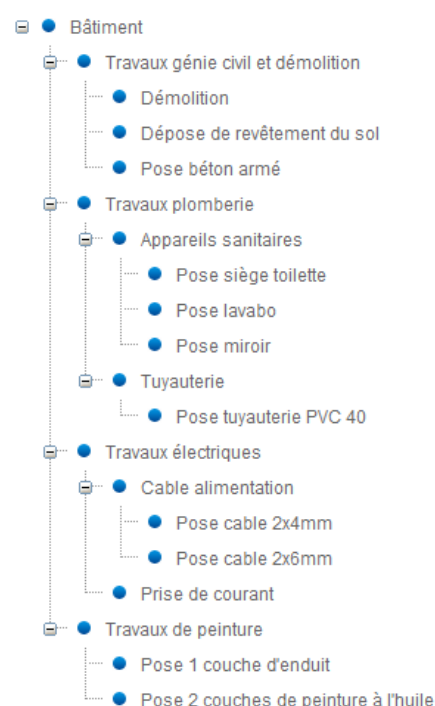 Bâtiment
Travaux génie civil et démolition
Démolition
Dépose de revêtement du sol
Pose béton armé
Travaux plomberie
Appareils sanitaires
Pose siège toilette
Pose lavabo
Pose miroir
Tuyauterie
Pose tuyauterie PVC 40
Travaux électriques
Cable alimentation
Pose cable 2x4mm
Pose cable 2x6mm
Prise de courant
Travaux de peinture
Pose 1 couche d'enduit
Pose 2 couches de peinture à l'huile